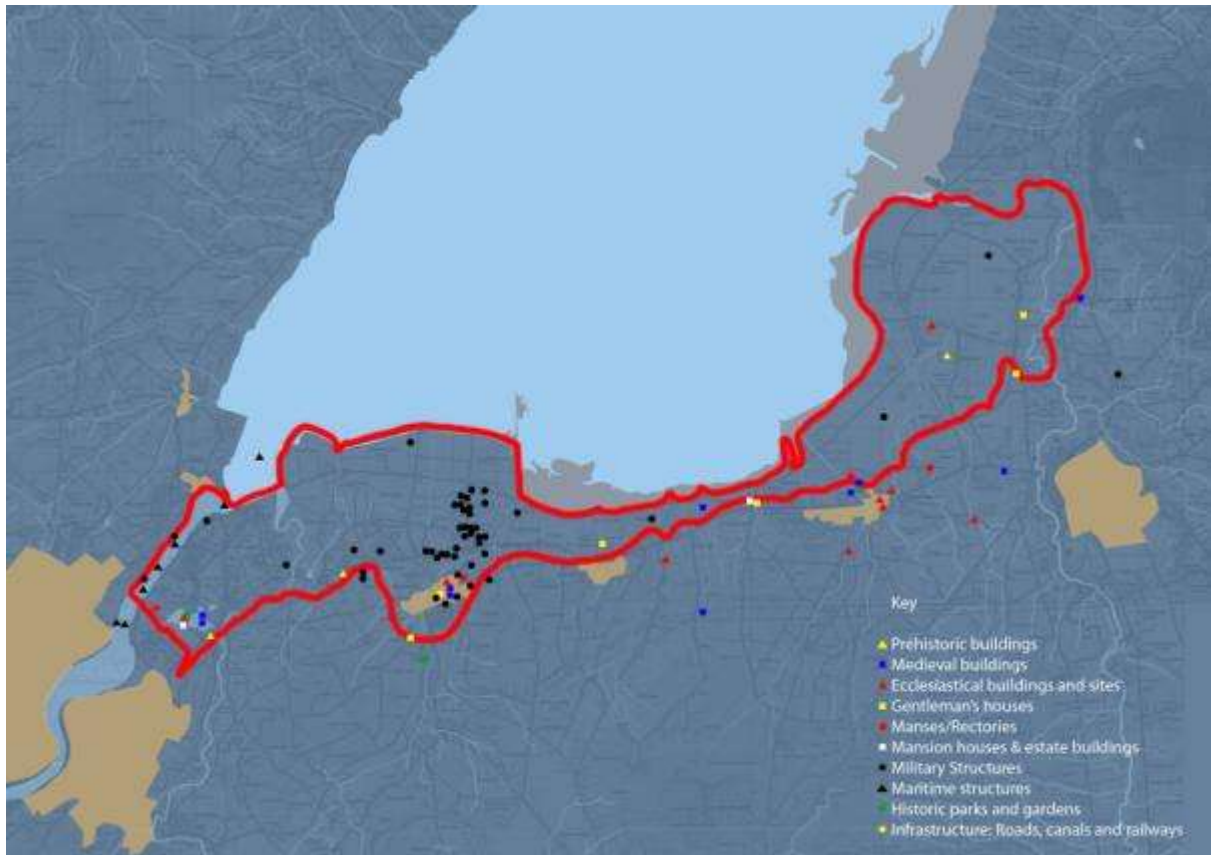 Key
Prehistoric buildings
Medieval buildings
Ecclesiastical buildings and sites
Gentleman's houses
Manses/Rectories
Mansion houses & estate buildings
Military Structures
Maritime structures
Historic parks and gardens
Infrastructure: Roads, canals and railways